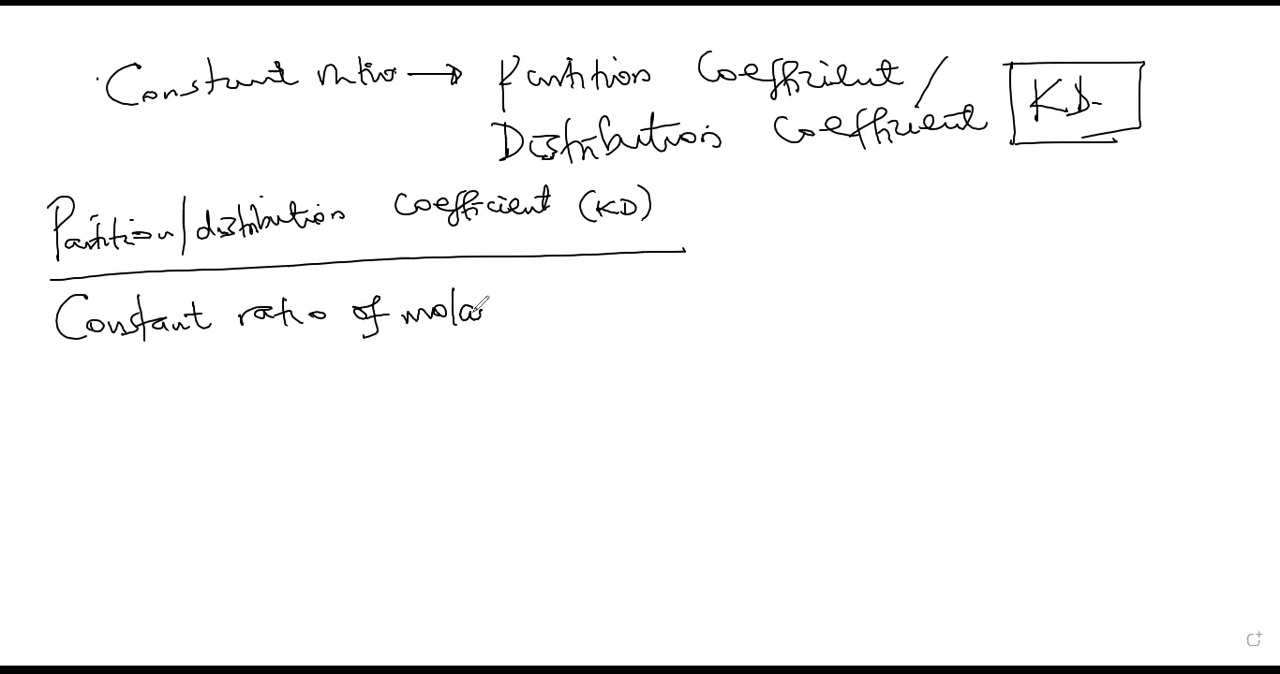 Constant ratio → Partition Coefficient /
Distribution coefficient KD
Partition/distribution coefficient (KD)
Constant ratio of mola